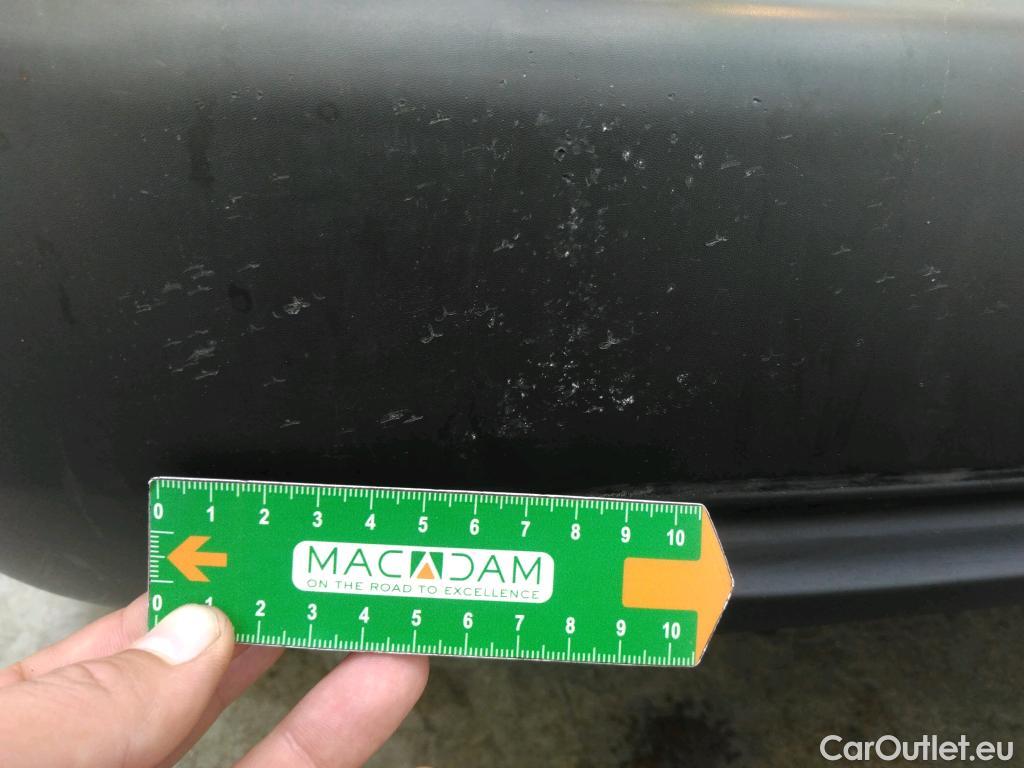 0 1 2 3 4 5 6 7 8 9 10
MACADAM
ON THE ROAD TO EXCELLENCE
0 1 2 3 4 5 6 7 8 9 10
CarOutlet.eu